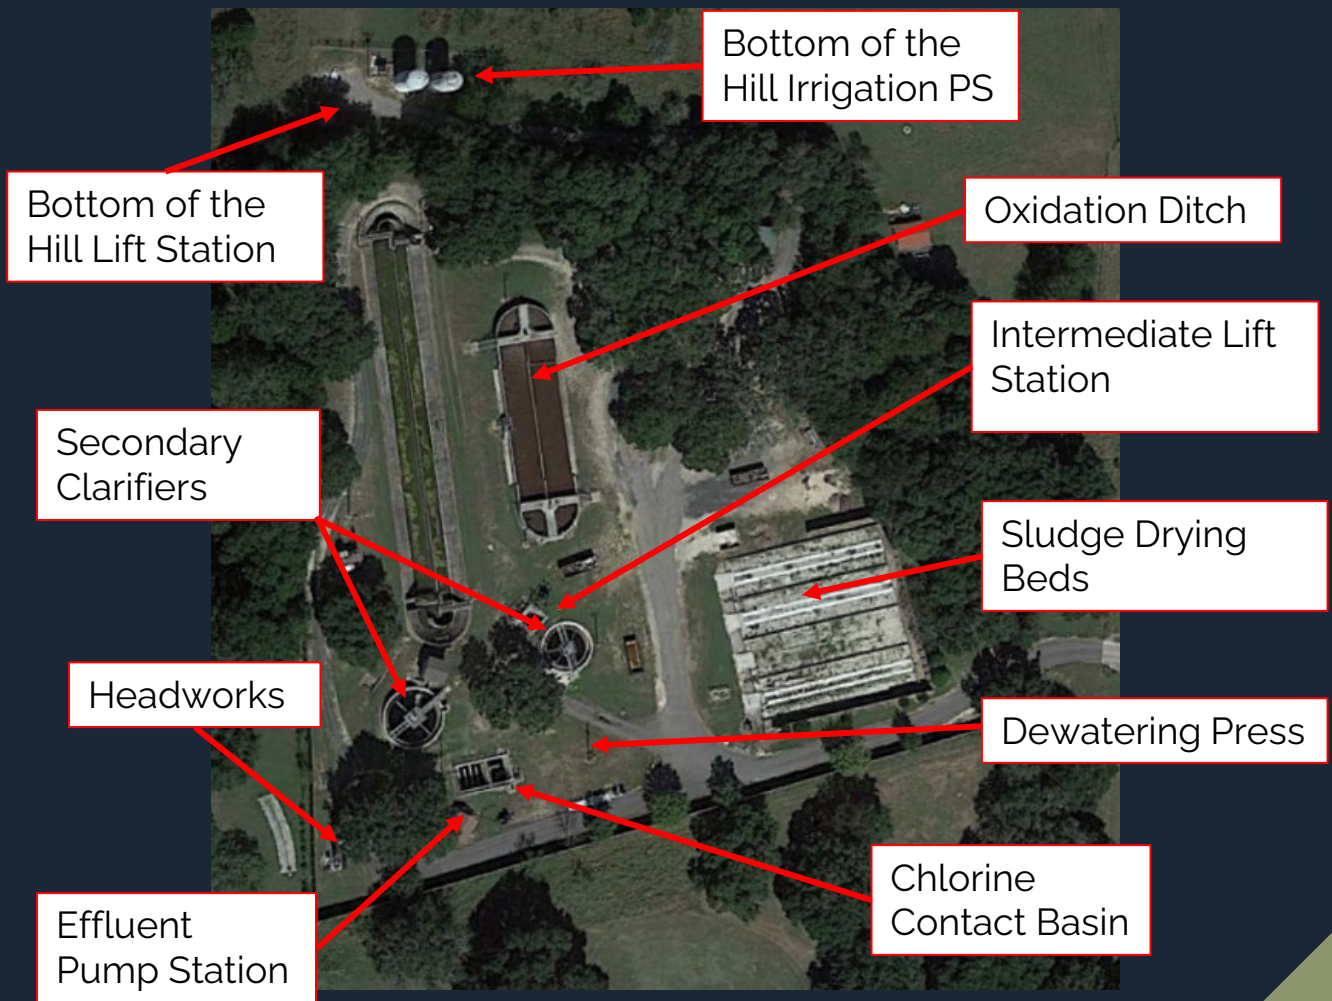 Bottom of the
Hill Irrigation PS
Bottom of the
Hill Lift Station
Oxidation Ditch
Intermediate Lift
Station
Secondary
Clarifiers
Sludge Drying
Beds
Headworks
Dewatering Press
Chlorine
Contact Basin
Effluent
Pump Station